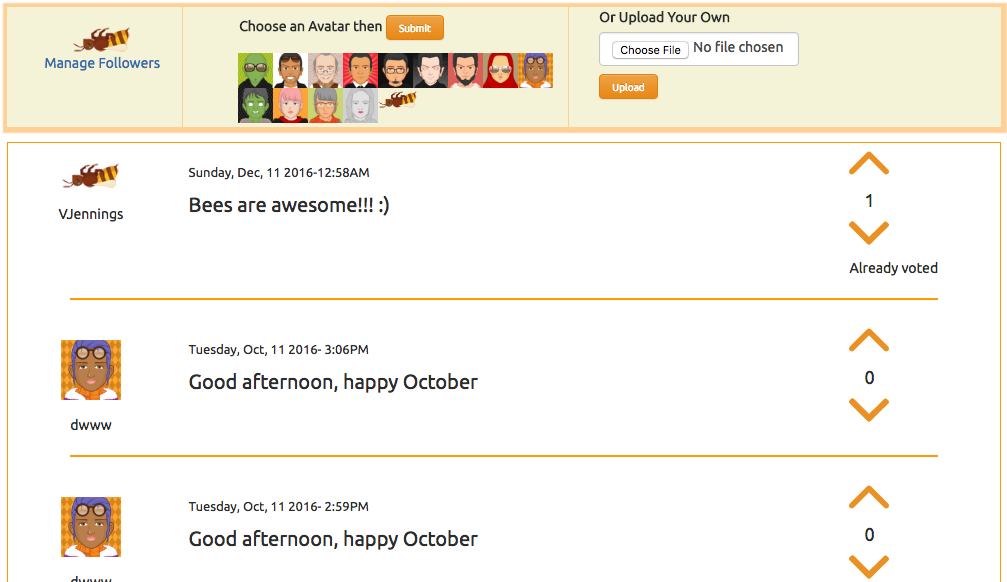 Manage Followers
Choose an Avatar then Submit
Or Upload Your Own
Choose File No file chosen
Upload
VJennings
Sunday, Dec, 11 2016-12:58AM
Bees are awesome!!! :)
1
Already voted
dwww
Tuesday, Oct, 11 2016- 3:06PM
Good afternoon, happy October
0
dwww
Tuesday, Oct, 11 2016- 2:59PM
Good afternoon, happy October
0